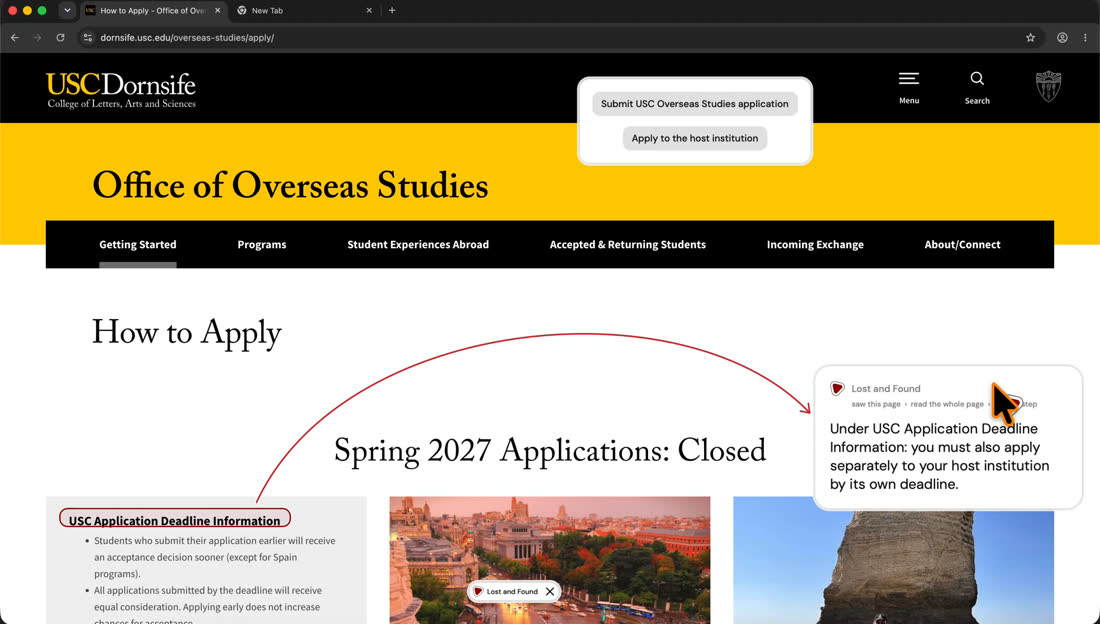 How to Apply - Office of Over
New Tab
dornsife.usc.edu/overseas-studies/apply/
USCDornsife
College of Letters, Arts and Sciences
Submit USC Overseas Studies application
Apply to the host institution
Menu
Search
Office of Overseas Studies
Getting Started
Programs
Student Experiences Abroad
Accepted & Returning Students
Incoming Exchange
About/Connect
How to Apply
Lost and Found
saw this page • read the whole page •
Under USC Application Deadline
Information: you must also apply
separately to your host institution
by its own deadline.
Spring 2027 Applications: Closed
USC Application Deadline Information
• Students who submit their application earlier will receive
an acceptance decision sooner (except for Spain
programs).
• All applications submitted by the deadline will receive
equal consideration. Applying early does not increase
chances for acceptance.
Lost and Found